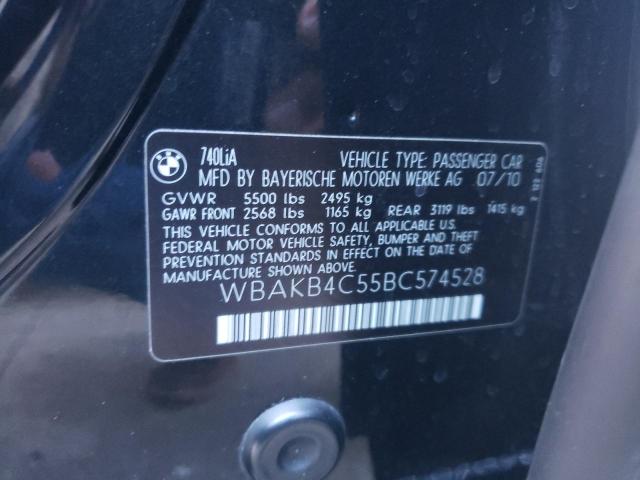 740LiA VEHICLE TYPE: PASSENGER CAR
MFD BY BAYERISCHE MOTOREN WERKE AG 07/10
GVWR 5500 lbs 2495 kg
GAWR FRONT 2568 lbs 1165 kg REAR 3119 lbs 1415 kg
THIS VEHICLE CONFORMS TO ALL APPLICABLE U.S.
FEDERAL MOTOR VEHICLE SAFETY, BUMPER AND THEFT
PREVENTION STANDARDS IN EFFECT ON THE DATE OF
MANUFACTURE SHOWN ABOVE.
WBAKB4C55BC574528